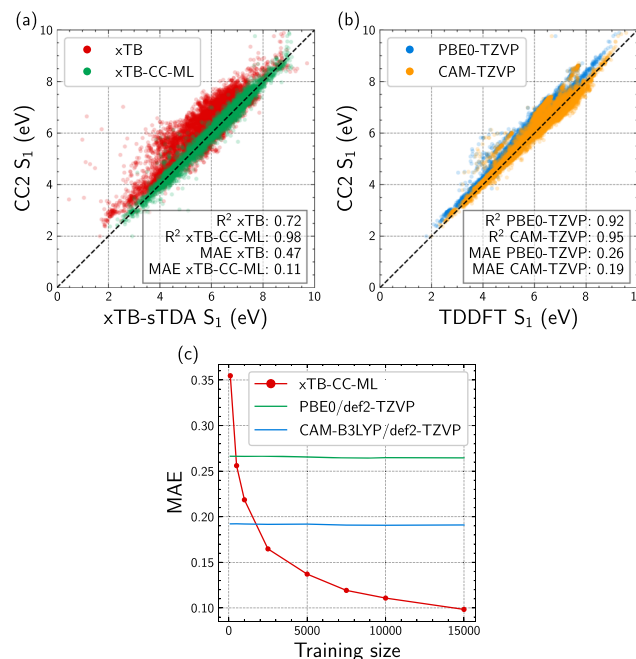 (a)
xTB
xTB-CC-ML
CC2 S₁ (eV)
10
8
6
4
2
0
R² xTB: 0.72
R² xTB-CC-ML: 0.98
MAE xTB: 0.47
MAE xTB-CC-ML: 0.11
0 2 4 6 8 10
xTB-sTDA S₁ (eV)
(b)
PBE0-TZVP
CAM-TZVP
CC2 S₁ (eV)
10
8
6
4
2
0
R² PBE0-TZVP: 0.92
R² CAM-TZVP: 0.95
MAE PBE0-TZVP: 0.26
MAE CAM-TZVP: 0.19
0 2 4 6 8 10
TDDFT S₁ (eV)
(c)
xTB-CC-ML
PBE0/def2-TZVP
CAM-B3LYP/def2-TZVP
MAE
0.35
0.30
0.25
0.20
0.15
0.10
0 5000 10000 15000
Training size